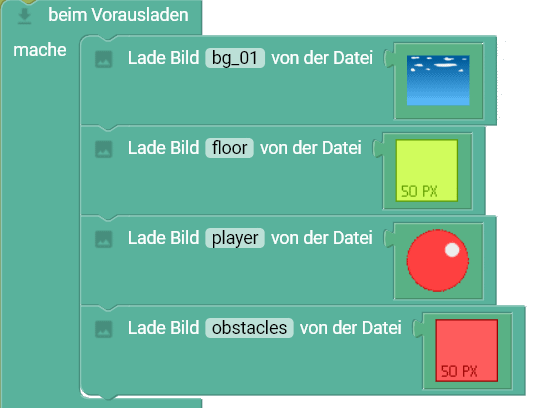 beim Vorausladen
mache
Lade Bild bg_01 von der Datei
Lade Bild floor von der Datei
50 PX
Lade Bild player von der Datei
Lade Bild obstacles von der Datei
50 PX